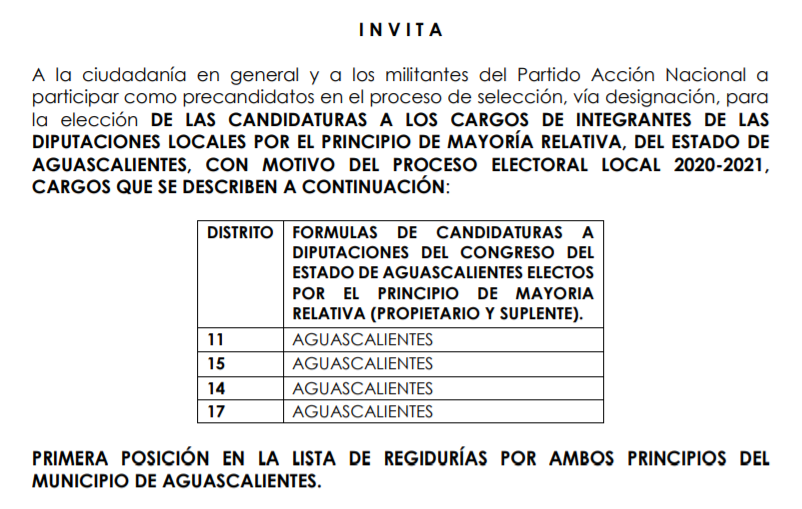 INVITA
A la ciudadanía en general y a los militantes del Partido Acción Nacional a
participar como precandidatos en el proceso de selección, vía designación, para
la elección DE LAS CANDIDATURAS A LOS CARGOS DE INTEGRANTES DE LAS
DIPUTACIONES LOCALES POR EL PRINCIPIO DE MAYORÍA RELATIVA, DEL ESTADO DE
AGUASCALIENTES, CON MOTIVO DEL PROCESO ELECTORAL LOCAL 2020-2021,
CARGOS QUE SE DESCRIBEN A CONTINUACIÓN:
DISTRITO FORMULAS DE CANDIDATURAS A
DIPUTACIONES DEL CONGRESO DEL
ESTADO DE AGUASCALIENTES ELECTOS
POR EL PRINCIPIO DE MAYORIA
RELATIVA (PROPIETARIO Y SUPLENTE).
11 AGUASCALIENTES
15 AGUASCALIENTES
14 AGUASCALIENTES
17 AGUASCALIENTES
PRIMERA POSICIÓN EN LA LISTA DE REGIDURÍAS POR AMBOS PRINCIPIOS DEL
MUNICIPIO DE AGUASCALIENTES.